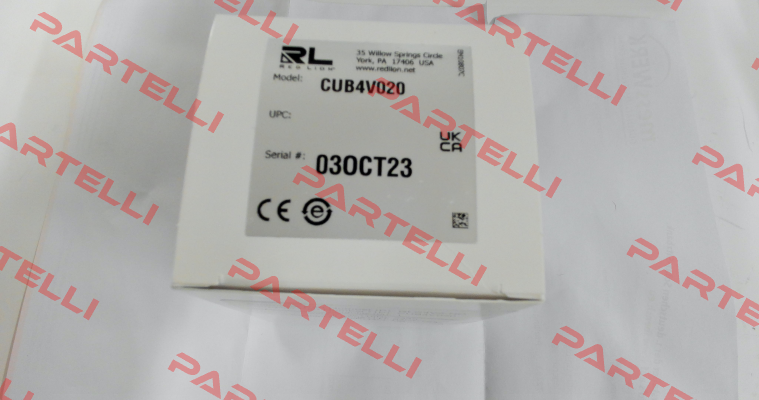 RL
RED LION
35 Willow Springs Circle
York, PA 17406 USA
www.redlion.net
Model:
CUB4V020
UPC:
UK
CA
Serial #:
03OCT23
CE
PARTELLI
PARTELLI
PARTELLI
PARTELLI
PARTELLI
PARTELLI
PARTELLI
PARTELLI
PARTELLI
PARTELLI